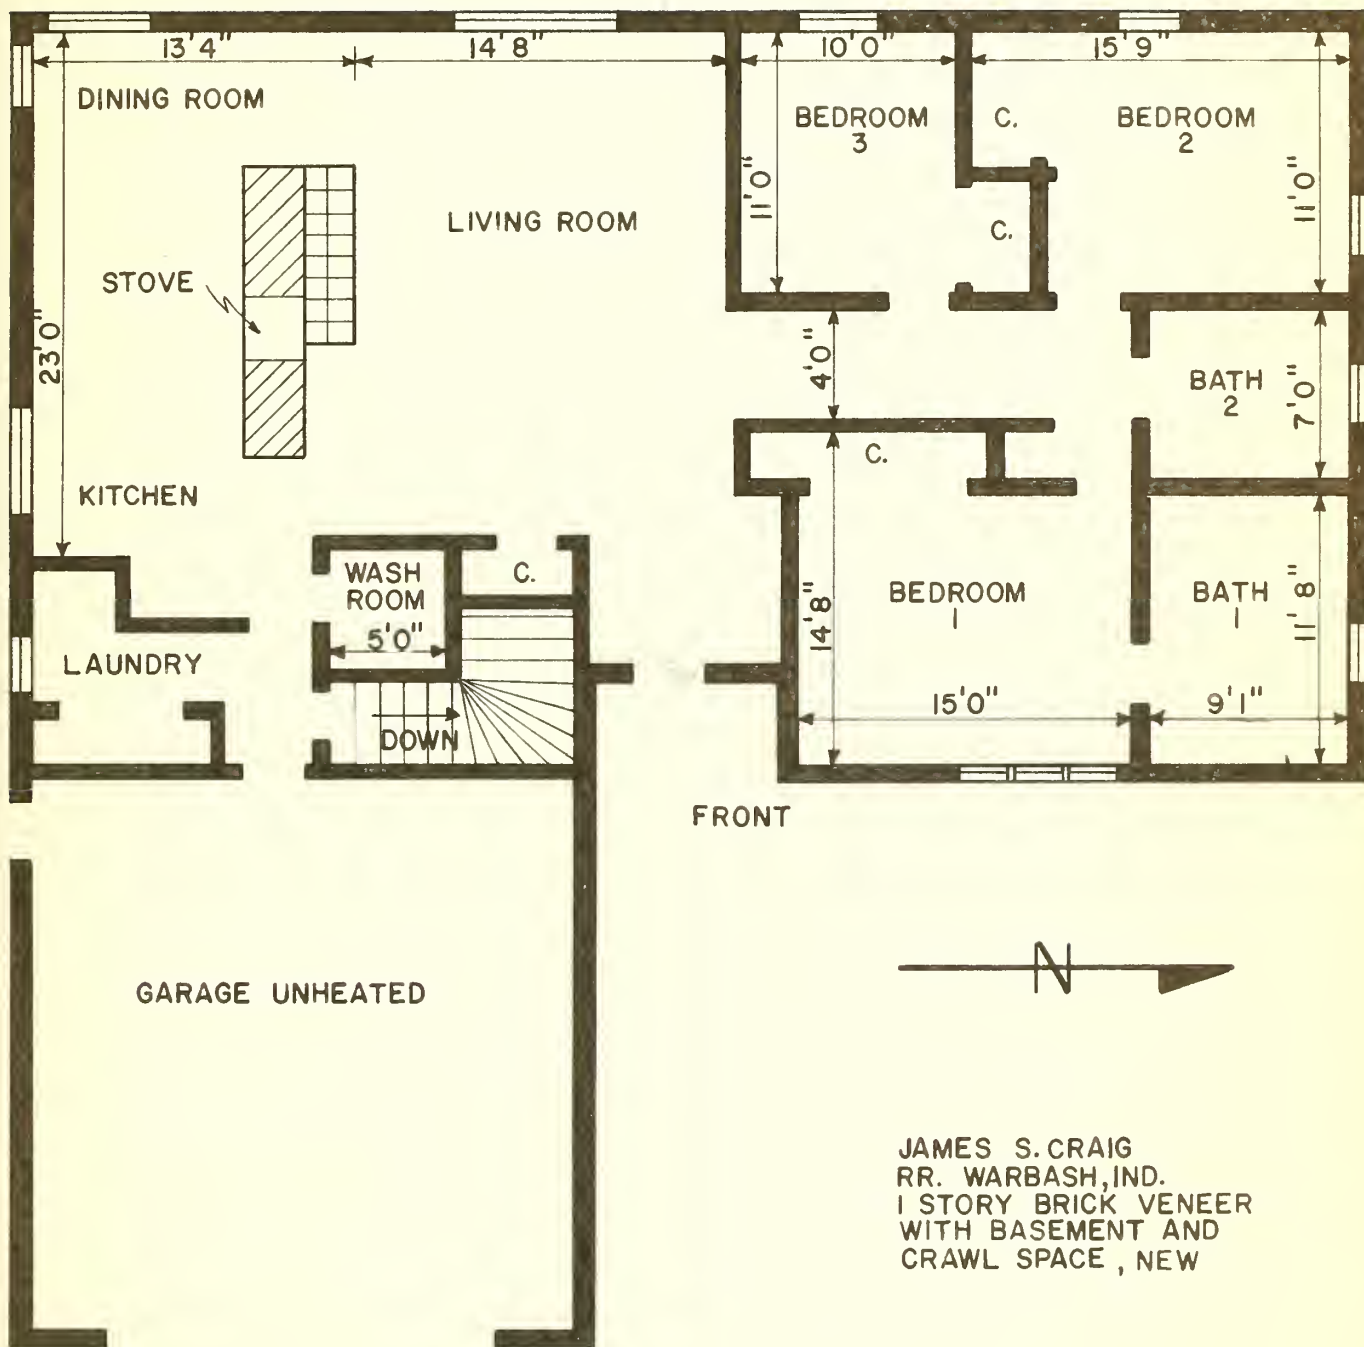 13'4"
14'8"
10'0"
15'9"
DINING ROOM
BEDROOM
3
C.
BEDROOM
2
11'0"
11'0"
LIVING ROOM
C.
STOVE
23'0"
4'0"
BATH
2
7'0"
C.
KITCHEN
WASH
ROOM
5'0"
C.
BEDROOM
1
14'8"
BATH
1
11'8"
LAUNDRY
15'0"
9'1"
DOWN
FRONT
N
GARAGE UNHEATED
JAMES S. CRAIG
RR. WARBASH, IND.
1 STORY BRICK VENEER
WITH BASEMENT AND
CRAWL SPACE, NEW